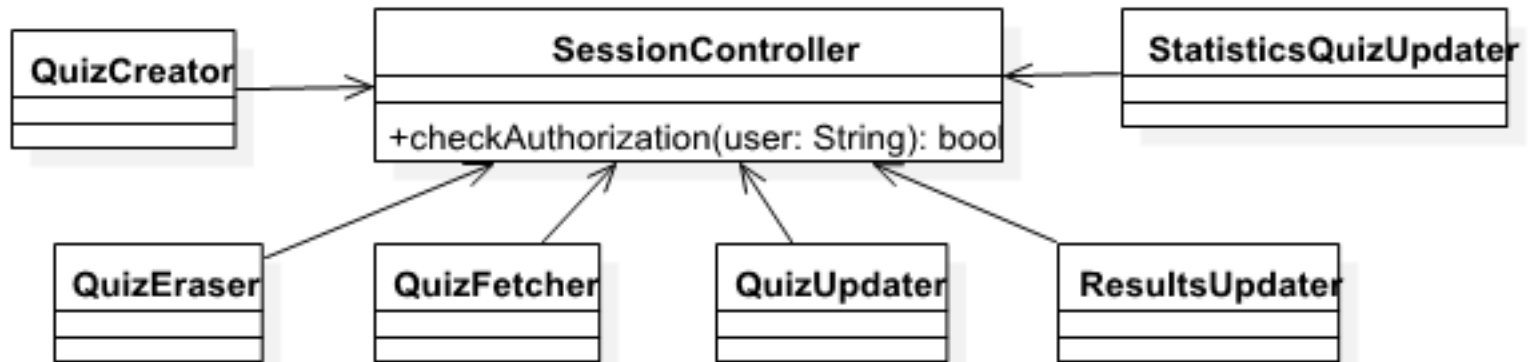 QuizCreator
SessionController
+checkAuthorization(user: String): bool
StatisticsQuizUpdater
QuizEraser
QuizFetcher
QuizUpdater
ResultsUpdater